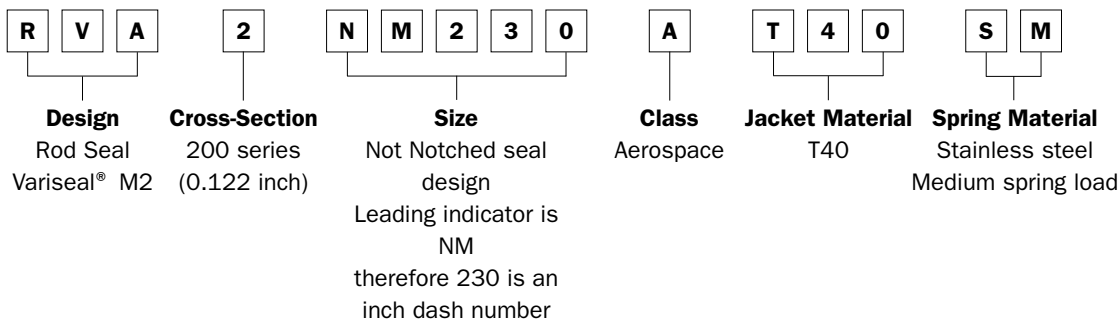 R V A 2 N M 2 3 0 A T 4 0 S M
Design Cross-Section Size Class Jacket Material Spring Material
Rod Seal 200 series Not Notched seal Aerospace T40 Stainless steel
Variseal® M2 (0.122 inch) design Medium spring load
Leading indicator is
NM
therefore 230 is an
inch dash number